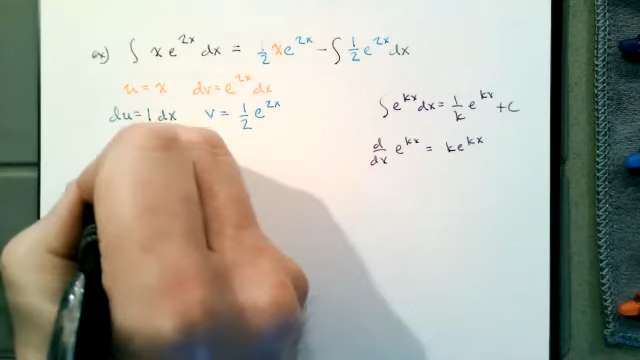 ex) ∫ x e^{2x} dx = 1/2 x e^{2x} - ∫ 1/2 e^{2x} dx
u = x dv = e^{2x} dx
du = 1 dx v = 1/2 e^{2x}
∫ e^{kx} dx = 1/k e^{kx} + C
d/dx e^{kx} = k e^{kx}